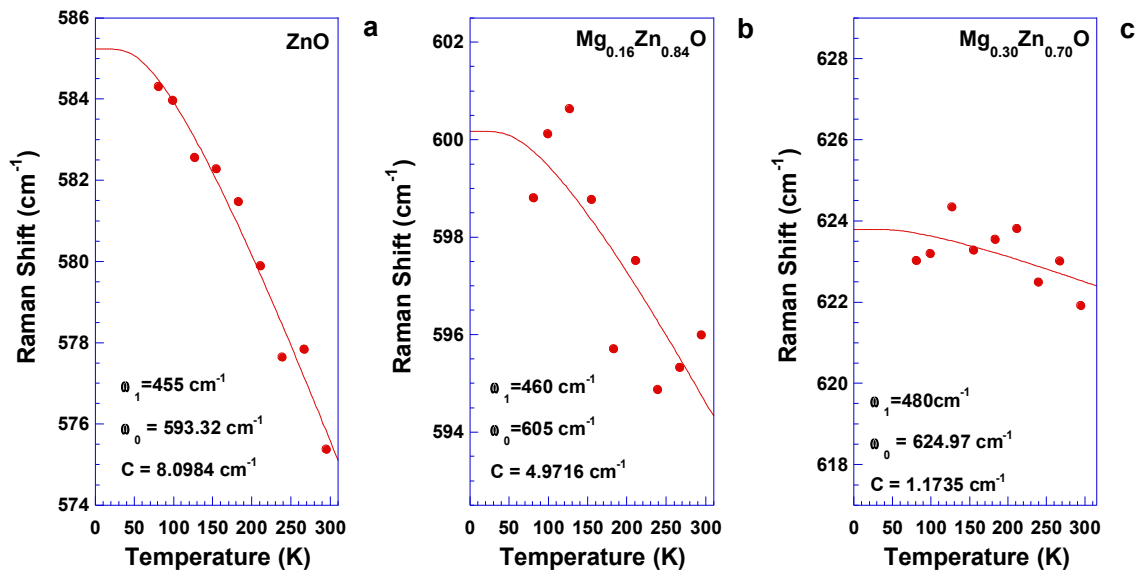 ZnO
a
Raman Shift (cm⁻¹)
586
584
582
580
578
576
574
ω₁=455 cm⁻¹
ω₀ = 593.32 cm⁻¹
C = 8.0984 cm⁻¹
0 50 100 150 200 250 300
Temperature (K)
Mg₀.₁₆Zn₀.₈₄O
b
Raman Shift (cm⁻¹)
602
600
598
596
594
ω₁=460 cm⁻¹
ω₀=605 cm⁻¹
C = 4.9716 cm⁻¹
0 50 100 150 200 250 300
Temperature (K)
Mg₀.₃₀Zn₀.₇₀O
c
Raman Shift (cm⁻¹)
628
626
624
622
620
618
ω₁=480cm⁻¹
ω₀ = 624.97 cm⁻¹
C = 1.1735 cm⁻¹
0 50 100 150 200 250 300
Temperature (K)